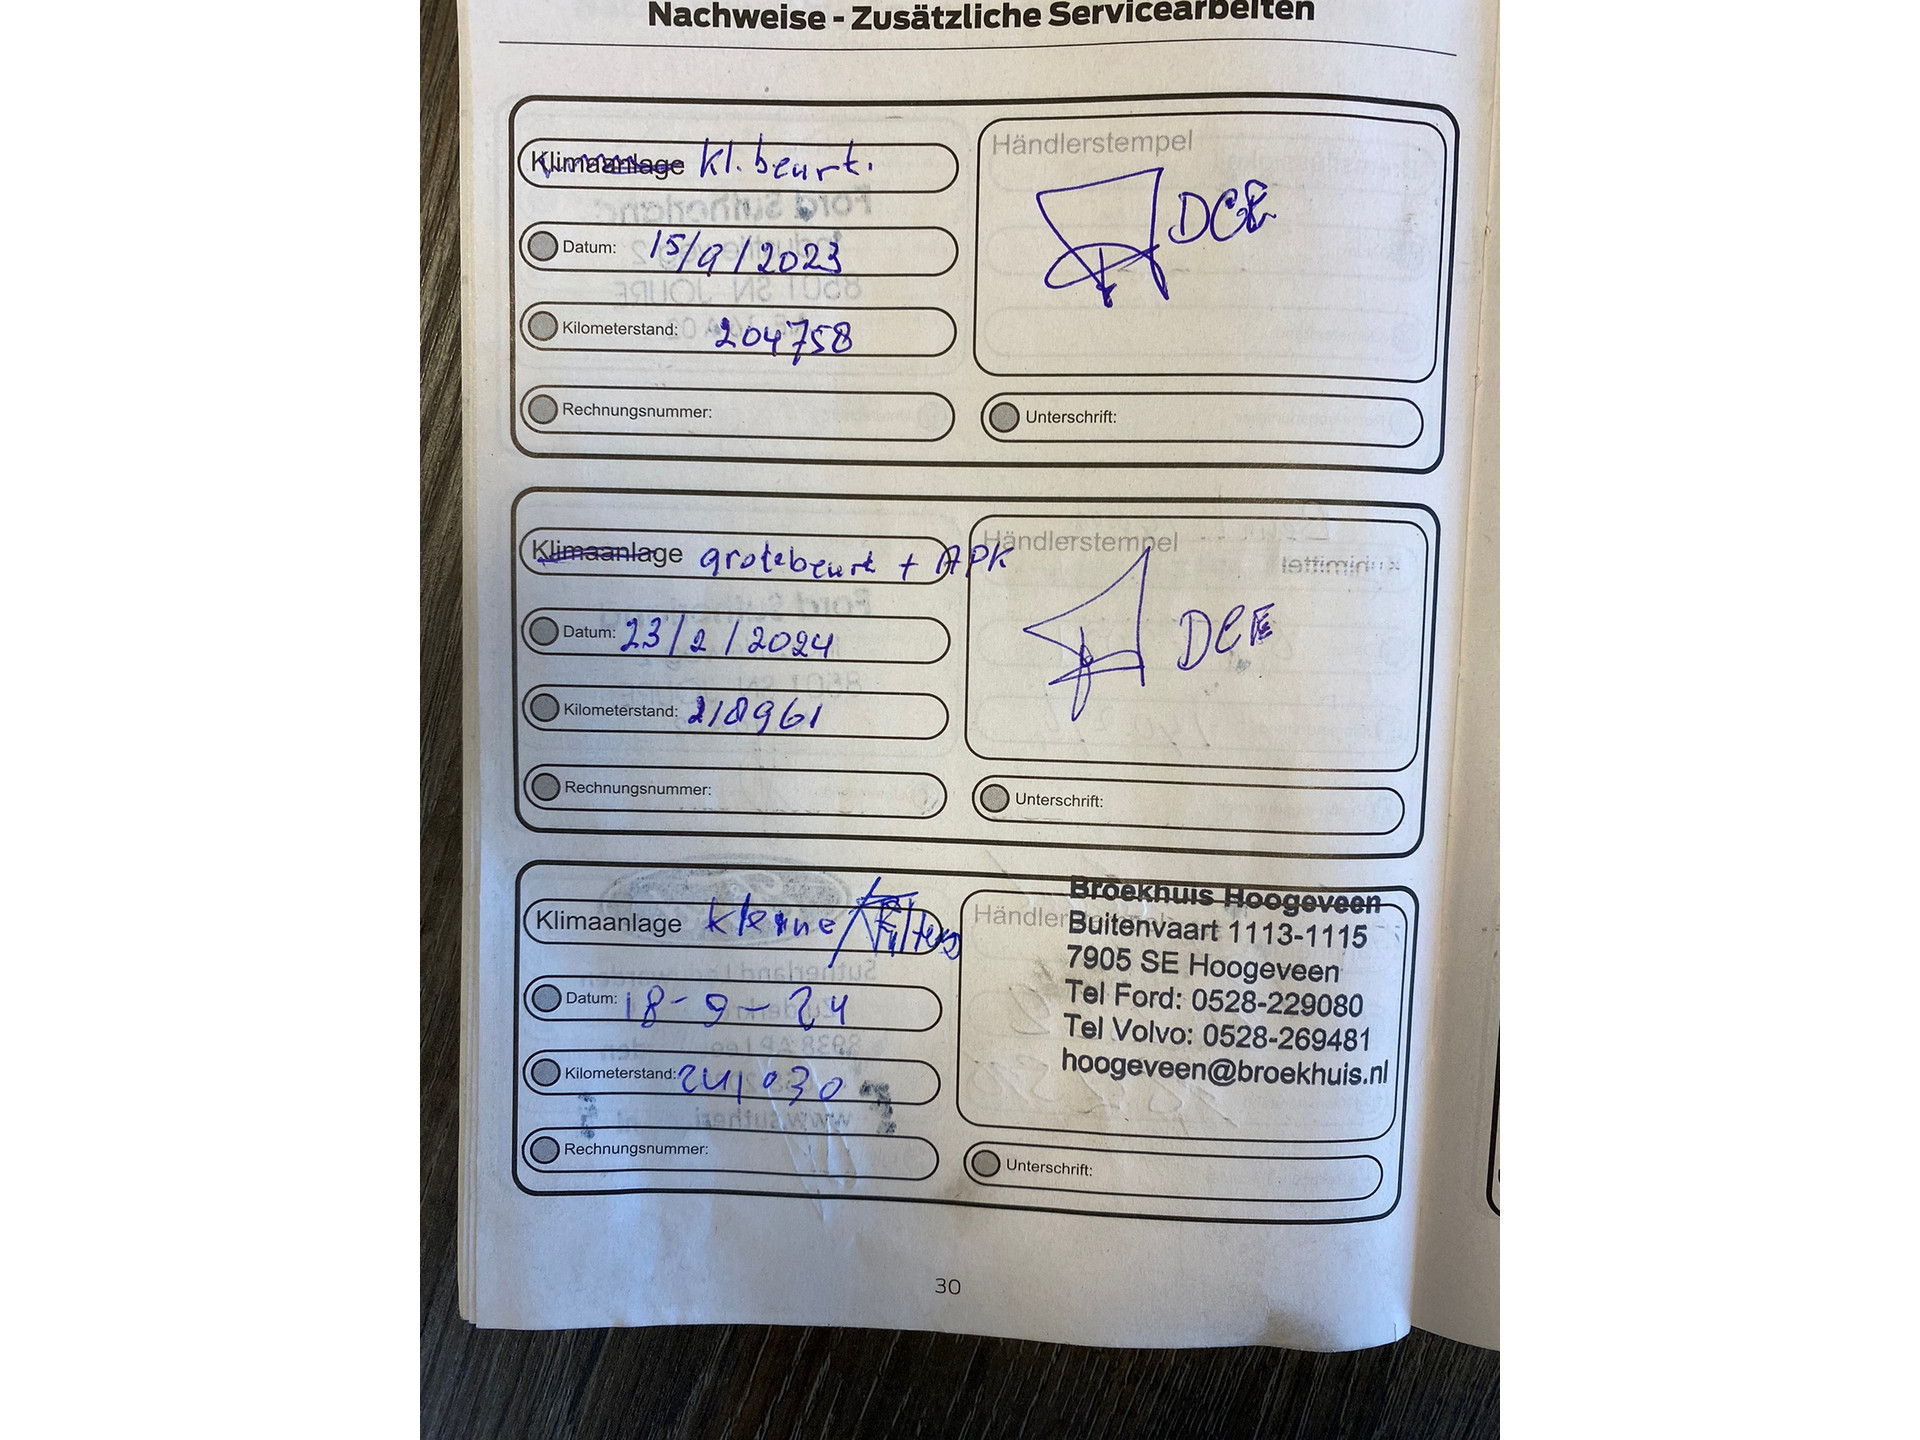 Nachweise - Zusätzliche Servicearbeiten
Klimaanlage kl. beurt.
Händlerstempel
DCE
Datum: 15/9/2023
Kilometerstand: 204758
Rechnungsnummer:
Unterschrift:
Klimaanlage grotebeurt + APK
Händlerstempel
DCE
Datum: 23/2/2024
Kilometerstand: 218961
Rechnungsnummer:
Unterschrift:
Klimaanlage kleine / Filters
Broekhuis Hoogeveen
Buitenvaart 1113-1115
7905 SE Hoogeveen
Tel Ford: 0528-229080
Tel Volvo: 0528-269481
hoogeveen@broekhuis.nl
Datum: 18-9-24
Kilometerstand: 241030
Rechnungsnummer:
Unterschrift:
30